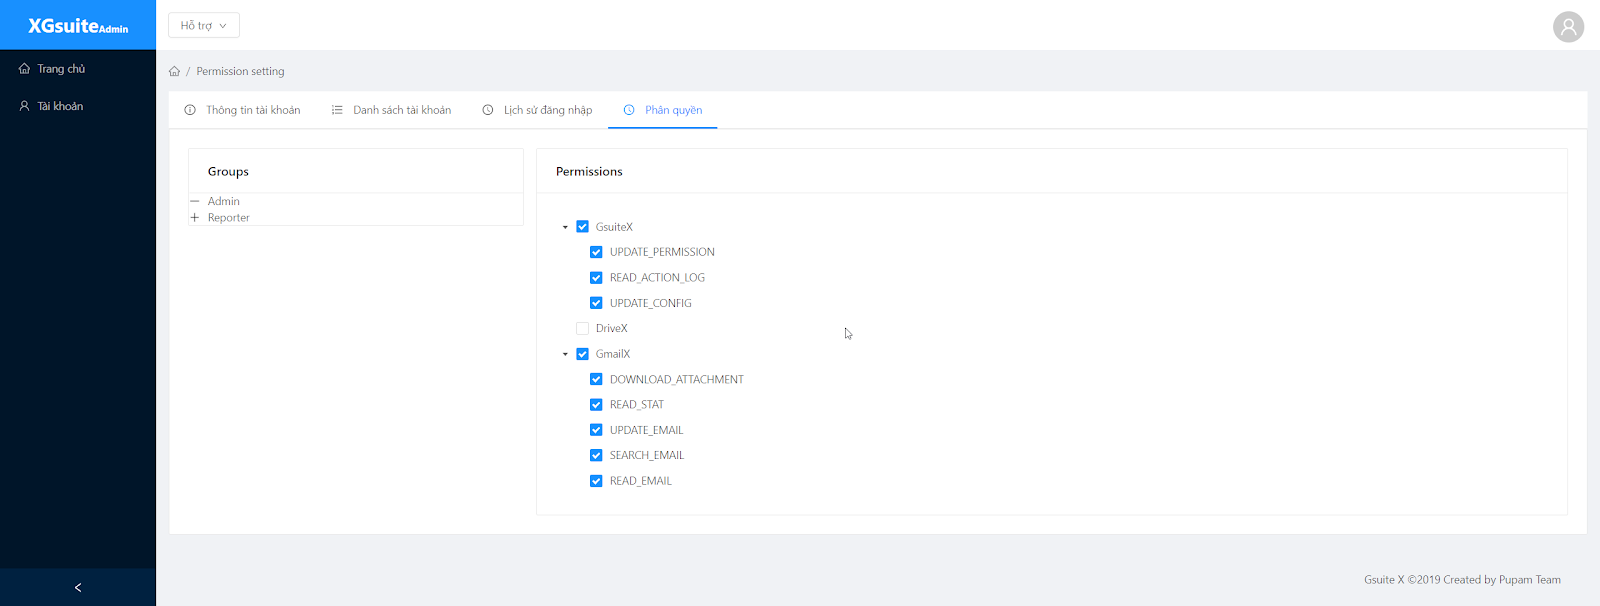 XGsuiteAdmin
Hỗ trợ
Trang chủ
Tài khoản
/ Permission setting
Thông tin tài khoản
Danh sách tài khoản
Lịch sử đăng nhập
Phân quyền
Groups
Admin
Reporter
Permissions
GsuiteX
UPDATE_PERMISSION
READ_ACTION_LOG
UPDATE_CONFIG
DriveX
GmailX
DOWNLOAD_ATTACHMENT
READ_STAT
UPDATE_EMAIL
SEARCH_EMAIL
READ_EMAIL
Gsuite X ©2019 Created by Pupam Team